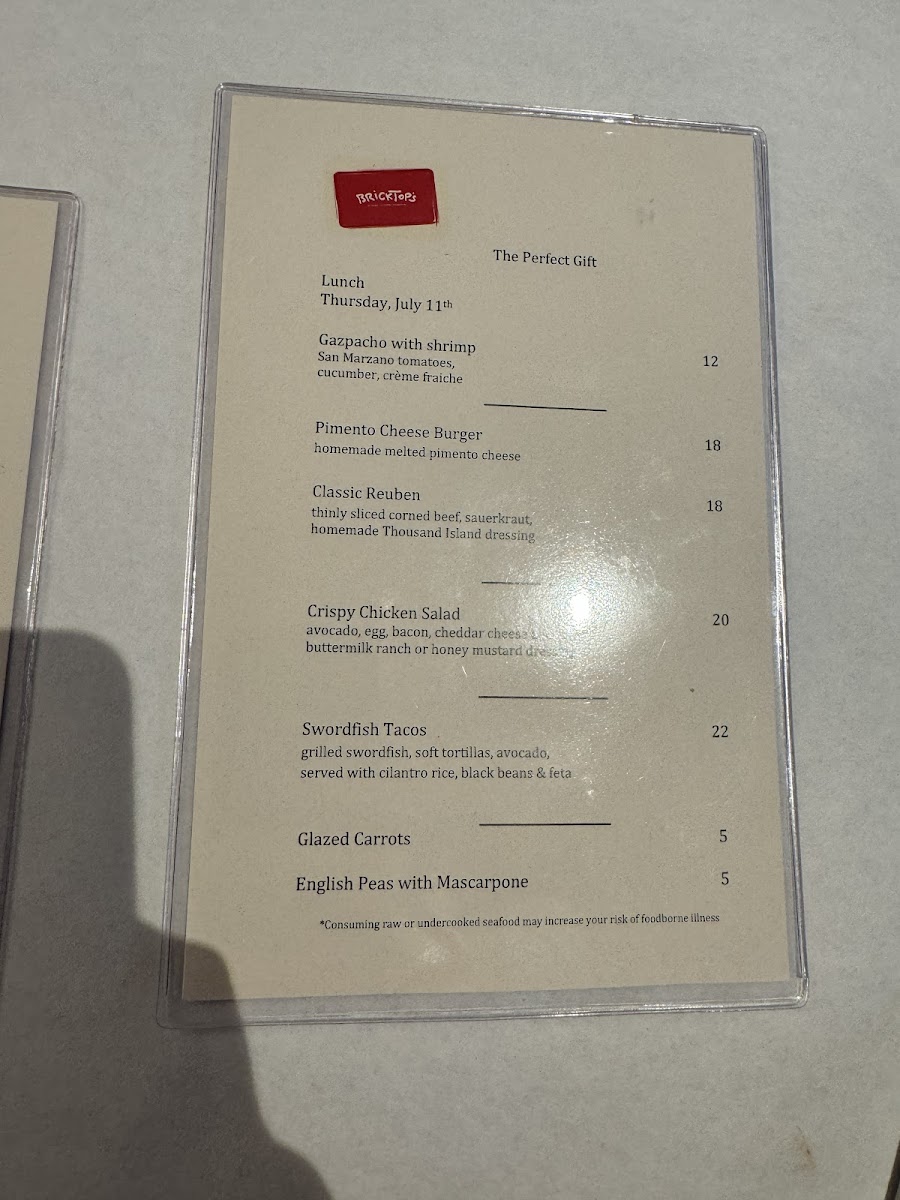 BRICKTOP's
The Perfect Gift
Lunch
Thursday, July 11th
Gazpacho with shrimp
San Marzano tomatoes,
cucumber, crème fraiche
12
Pimento Cheese Burger
homemade melted pimento cheese
18
Classic Reuben
thinly sliced corned beef, sauerkraut,
homemade Thousand Island dressing
18
Crispy Chicken Salad
avocado, egg, bacon, cheddar cheese
buttermilk ranch or honey mustard dressing
20
Swordfish Tacos
grilled swordfish, soft tortillas, avocado,
served with cilantro rice, black beans & feta
22
Glazed Carrots 5
English Peas with Mascarpone 5
*Consuming raw or undercooked seafood may increase your risk of foodborne illness